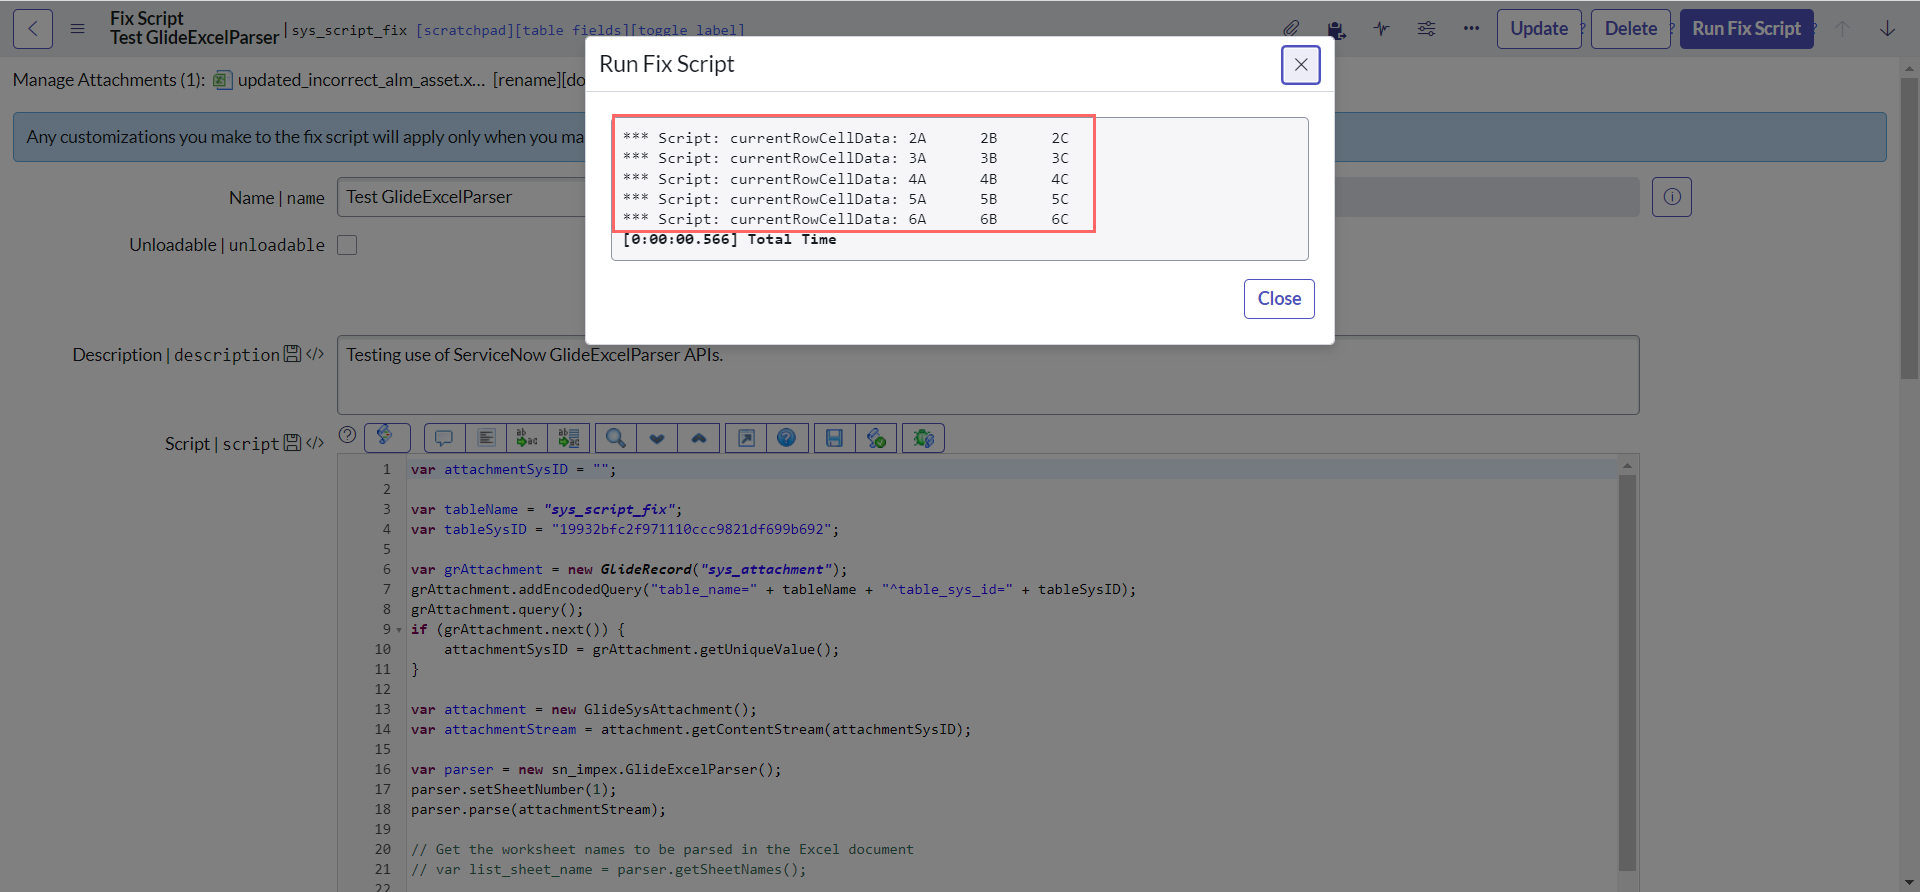 Fix Script
Test GlideExcelParser | sys_script_fix [scratchpad][table fields][toggle label]
Update ? Delete ? Run Fix Script ?
Manage Attachments (1): updated_incorrect_alm_asset.x... [rename][do
Any customizations you make to the fix script will apply only when you ma
Run Fix Script
*** Script: currentRowCellData: 2A 2B 2C
*** Script: currentRowCellData: 3A 3B 3C
*** Script: currentRowCellData: 4A 4B 4C
*** Script: currentRowCellData: 5A 5B 5C
*** Script: currentRowCellData: 6A 6B 6C
[0:00:00.566] Total Time
Close
Name | name Test GlideExcelParser
Unloadable | unloadable
Description | description </> Testing use of ServiceNow GlideExcelParser APIs.
Script | script </>
1 var attachmentSysID = "";
2
3 var tableName = "sys_script_fix";
4 var tableSysID = "19932bfc2f971110ccc9821df699b692";
5
6 var grAttachment = new GlideRecord("sys_attachment");
7 grAttachment.addEncodedQuery("table_name=" + tableName + "^table_sys_id=" + tableSysID);
8 grAttachment.query();
9 if (grAttachment.next()) {
10 attachmentSysID = grAttachment.getUniqueValue();
11 }
12
13 var attachment = new GlideSysAttachment();
14 var attachmentStream = attachment.getContentStream(attachmentSysID);
15
16 var parser = new sn_impex.GlideExcelParser();
17 parser.setSheetNumber(1);
18 parser.parse(attachmentStream);
19
20 // Get the worksheet names to be parsed in the Excel document
21 // var list_sheet_name = parser.getSheetNames();
22